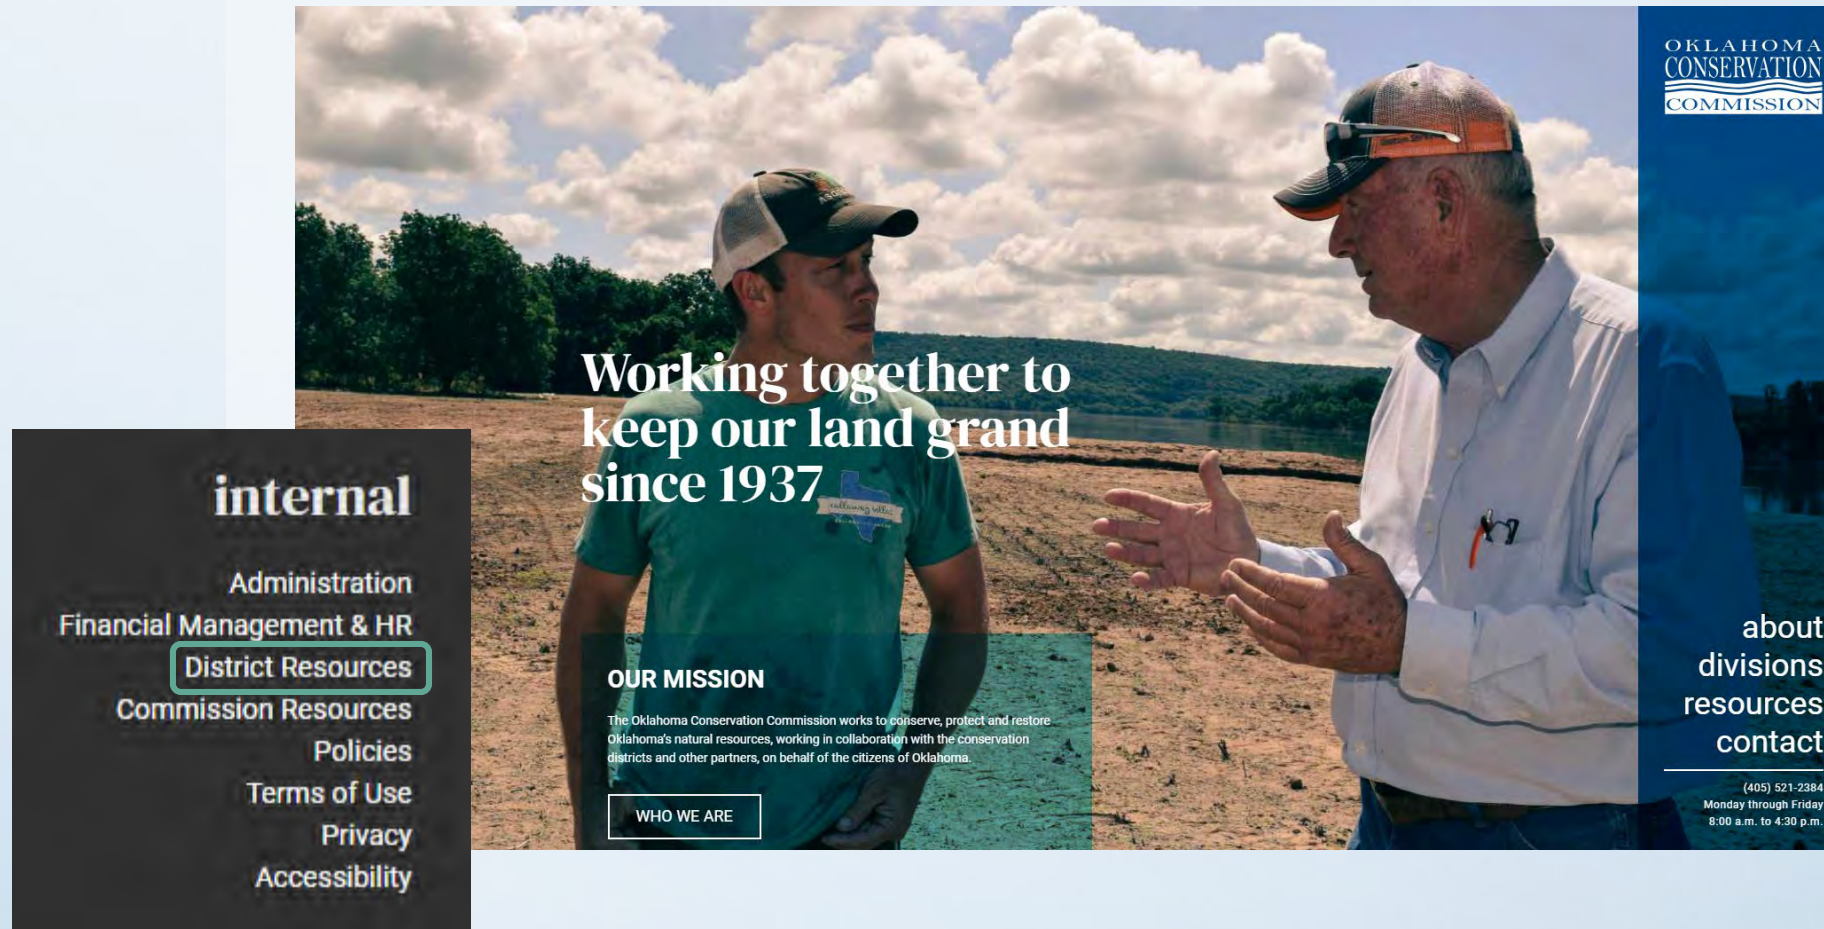 OKLAHOMA
CONSERVATION
COMMISSION
Working together to
keep our land grand
since 1937
OUR MISSION
The Oklahoma Conservation Commission works to conserve, protect and restore
Oklahoma's natural resources, working in collaboration with the conservation
districts and other partners, on behalf of the citizens of Oklahoma.
WHO WE ARE
about
divisions
resources
contact
(405) 521-2384
Monday through Friday
8:00 a.m. to 4:30 p.m.
internal
Administration
Financial Management & HR
District Resources
Commission Resources
Policies
Terms of Use
Privacy
Accessibility